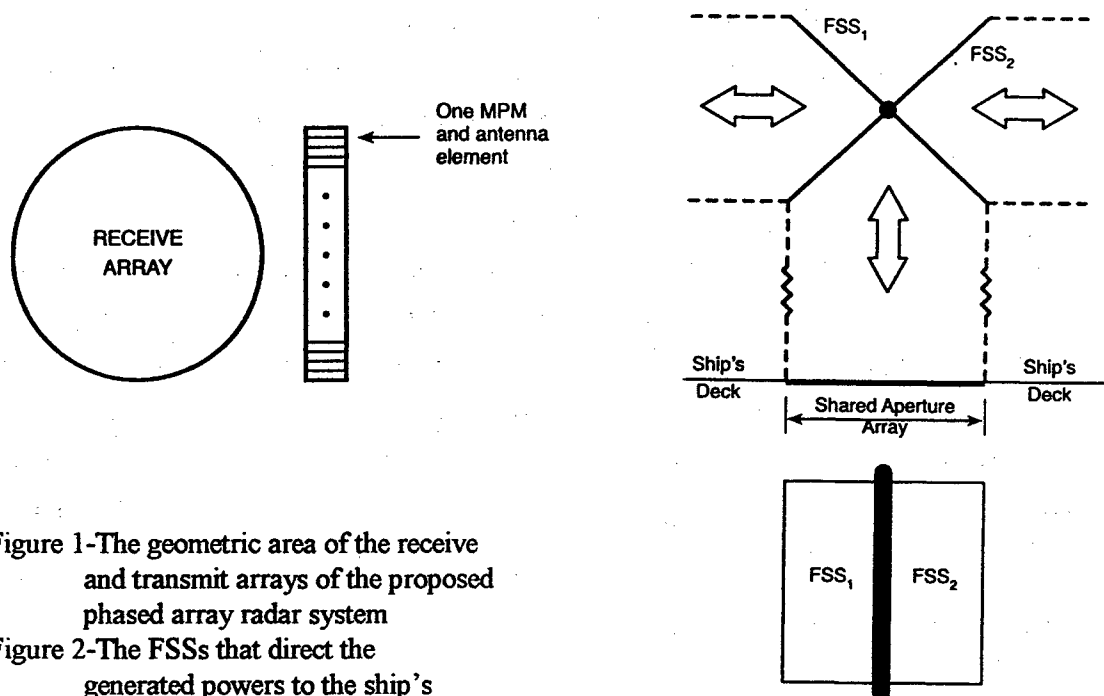 One MPM
and antenna
element
RECEIVE
ARRAY
FSS1
FSS2
Ship's
Deck
Ship's
Deck
Shared Aperture
Array
FSS1
FSS2
igure 1-The geometric area of the receive
and transmit arrays of the proposed
phased array radar system
igure 2-The FSSs that direct the
generated powers to the ship's